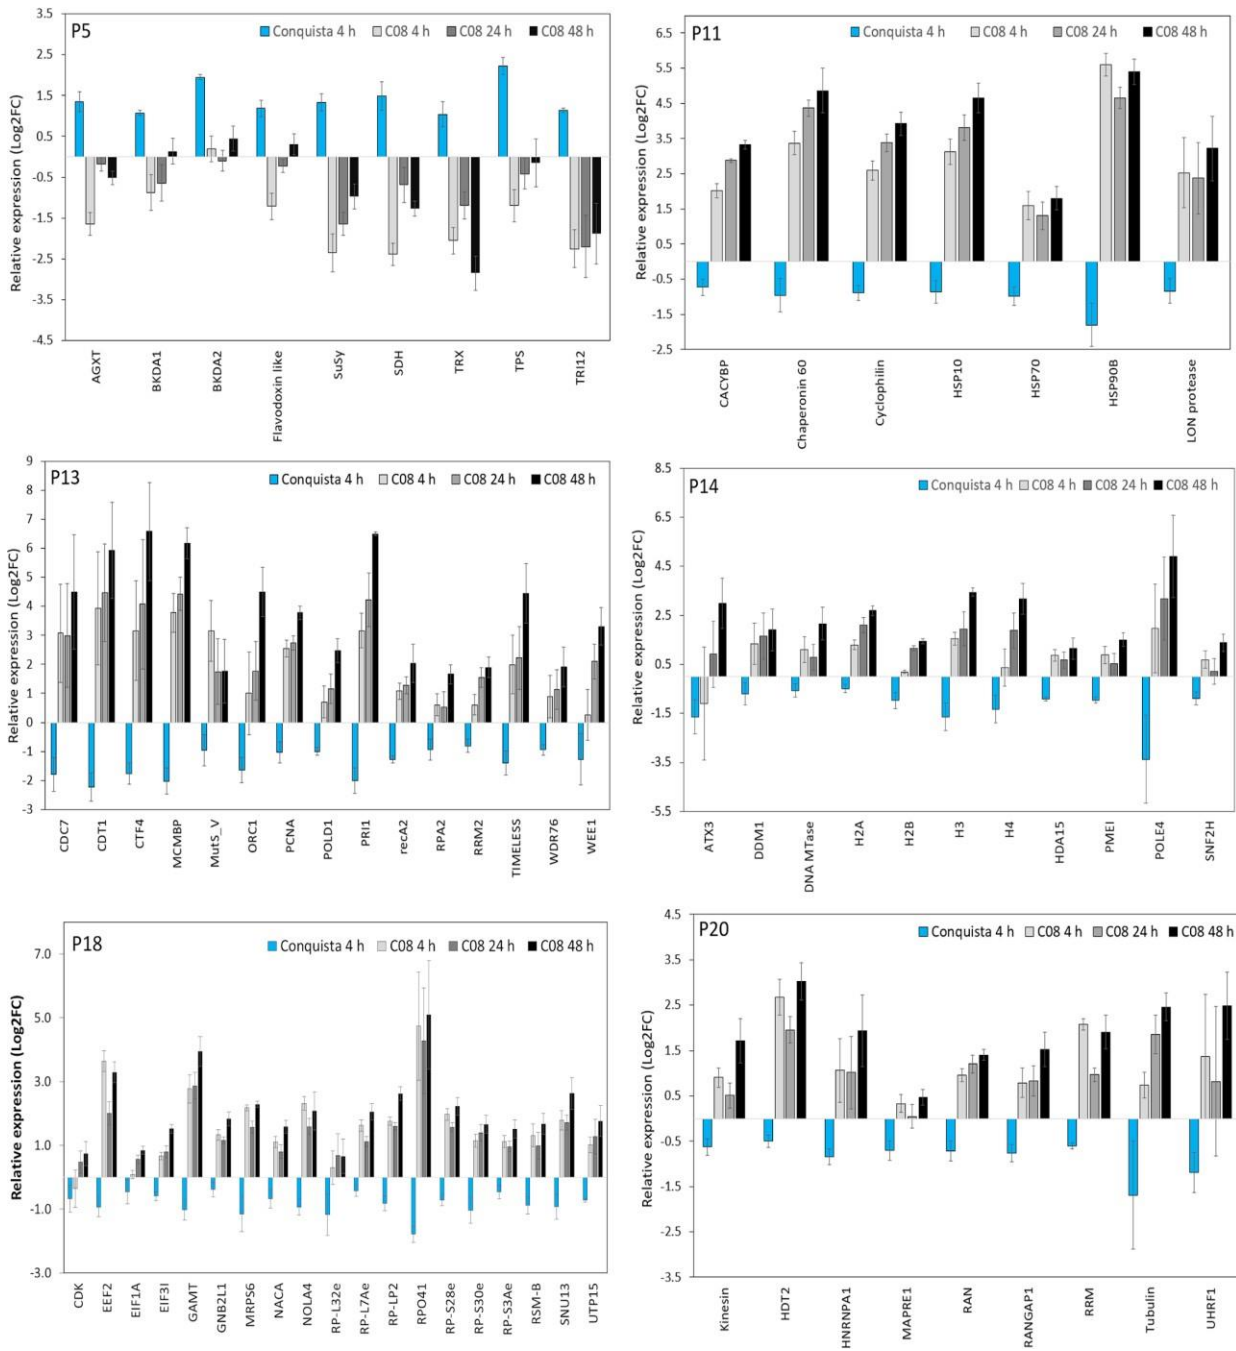 P5
Conquista 4 h C08 4 h C08 24 h C08 48 h
Relative expression (Log2FC)
3.5
2.5
1.5
0.5
-0.5
-1.5
-2.5
-3.5
-4.5
AGXT
BKDA1
BKDA2
Flavodoxin like
SuSy
SDH
TRX
TPS
TRI12
P11
Conquista 4 h C08 4 h C08 24 h C08 48 h
Relative expression (Log2FC)
6.5
5.5
4.5
3.5
2.5
1.5
0.5
-0.5
-1.5
-2.5
CACYBP
Chaperonin 60
Cyclophilin
HSP10
HSP70
HSP90B
LON protease
P13
Conquista 4 h C08 4 h C08 24 h C08 48 h
Relative expression (Log2FC)
9
8
7
6
5
4
3
2
1
0
-1
-2
-3
CDC7
CDT1
CTF4
MCMBP
MutS_V
ORC1
PCNA
POLD1
PRI1
recA2
RPA2
RRM2
TIMELESS
WDR76
WEE1
P14
Conquista 4 h C08 4 h C08 24 h C08 48 h
Relative expression (Log2FC)
8.5
6.5
4.5
2.5
0.5
-1.5
-3.5
-5.5
ATX3
DDM1
DNA MTase
H2A
H2B
H3
H4
HDA15
PMEI
POLE4
SNF2H
P18
Conquista 4 h C08 4 h C08 24 h C08 48 h
Relative expression (Log2FC)
7.0
5.0
3.0
1.0
-1.0
-3.0
CDK
EEF2
EIF1A
EIF3I
GAMT
GNB2L1
MRPS6
NACA
NOLA4
RP-L32e
RP-L7Ae
RP-LP2
RPO41
RP-S28e
RP-S30e
RP-S3Ae
RSM-B
SNU13
UTP15
P20
Conquista 4 h C08 4 h C08 24 h C08 48 h
Relative expression (Log2FC)
4.5
3.5
2.5
1.5
0.5
-0.5
-1.5
-2.5
-3.5
Kinesin
HDT2
HNRNPA1
MAPRE1
RAN
RANGAP1
RRM
Tubulin
UHRF1